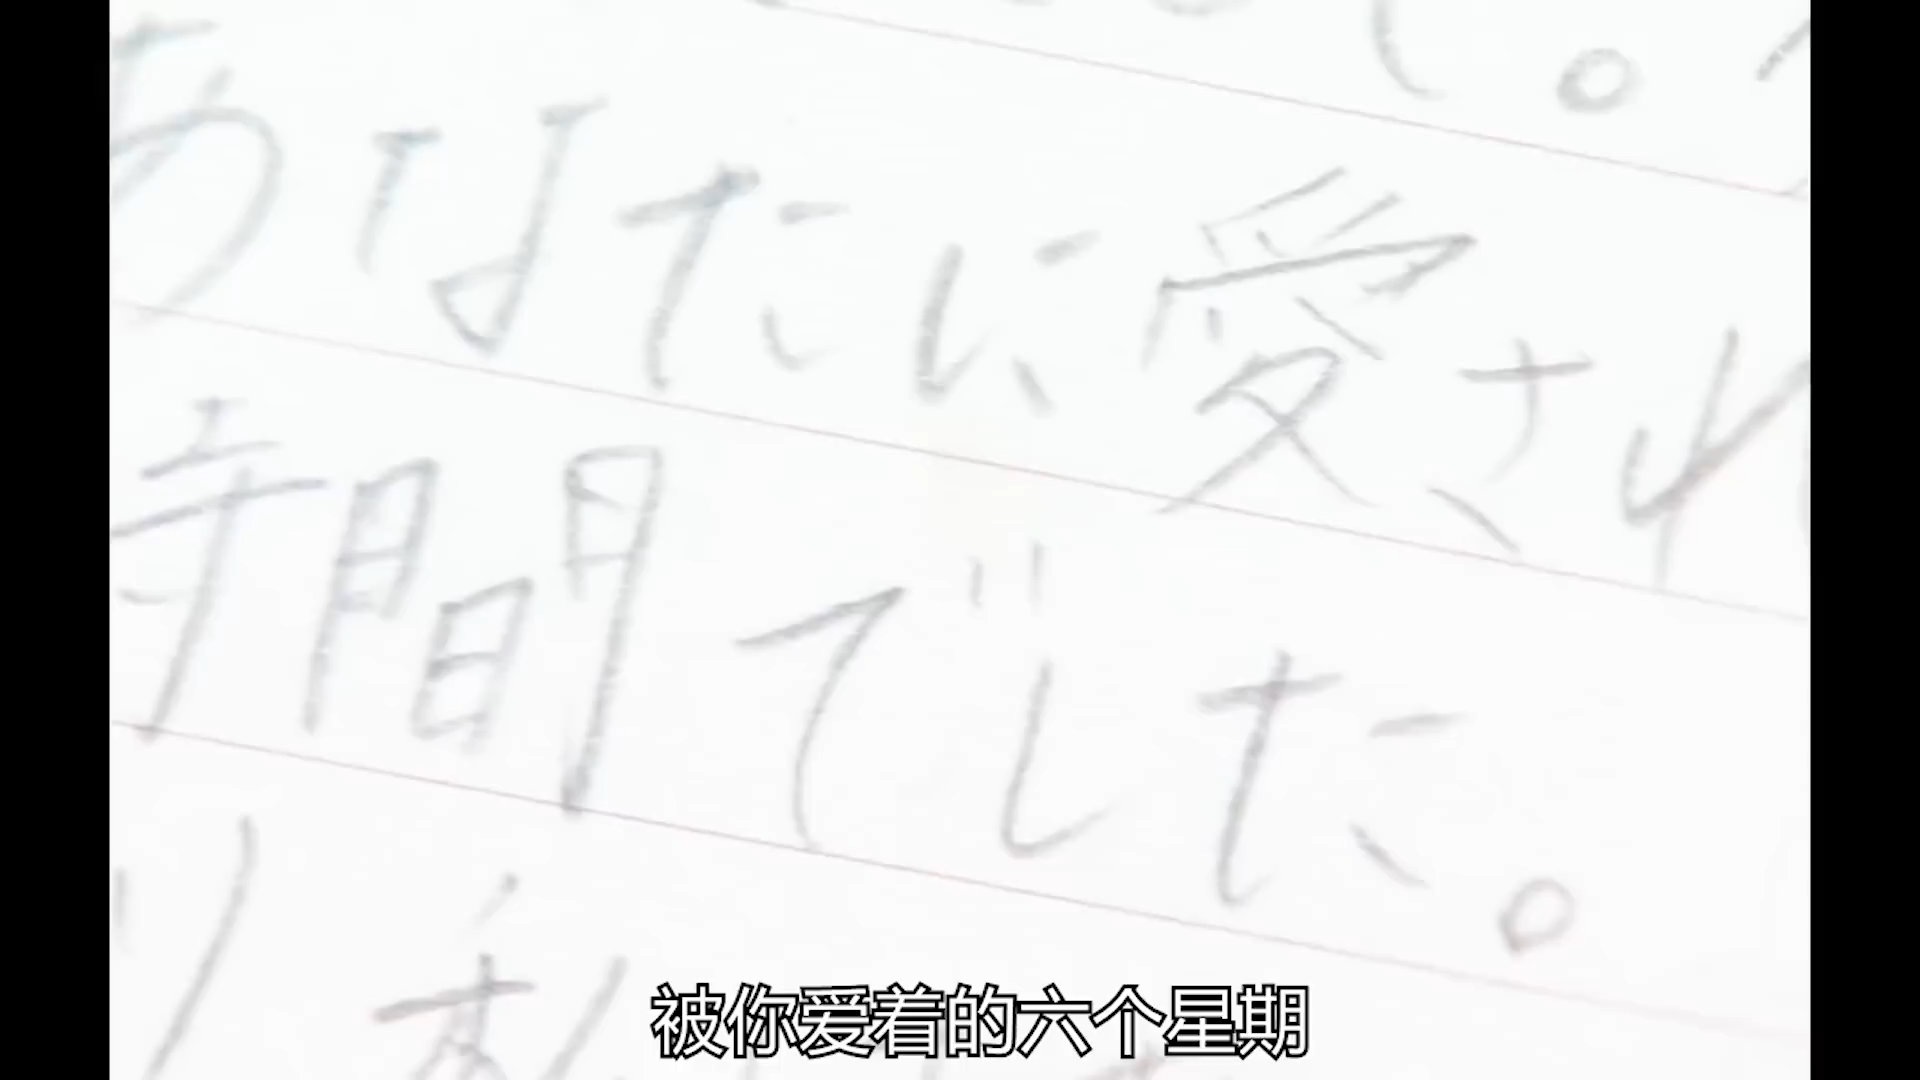 。
あなたに愛され
時間でした。
り
被你爱着的六个星期